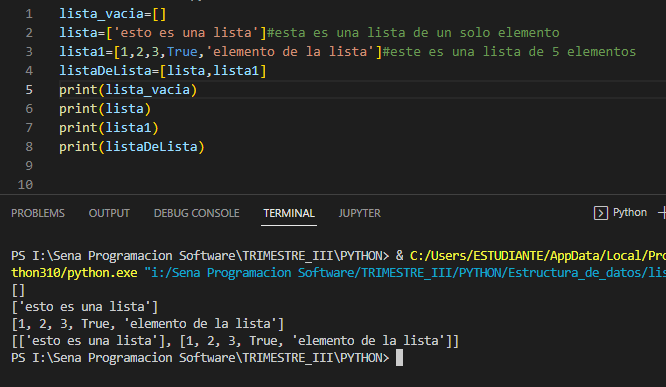 1 lista_vacia=[]
2 lista=['esto es una lista']#esta es una lista de un solo elemento
3 lista1=[1,2,3,True,'elemento de la lista']#este es una lista de 5 elementos
4 listaDeLista=[lista,lista1]
5 print(lista_vacia)
6 print(lista)
7 print(lista1)
8 print(listaDeLista)
9
10
PROBLEMS OUTPUT DEBUG CONSOLE TERMINAL JUPYTER Python
PS I:\Sena Programacion Software\TRIMESTRE_III\PYTHON> & C:/Users/ESTUDIANTE/AppData/Local/Pro
thon310/python.exe "i:/Sena Programacion Software/TRIMESTRE_III/PYTHON/Estructura_de_datos/lis
[]
['esto es una lista']
[1, 2, 3, True, 'elemento de la lista']
[['esto es una lista'], [1, 2, 3, True, 'elemento de la lista']]
PS I:\Sena Programacion Software\TRIMESTRE_III\PYTHON>